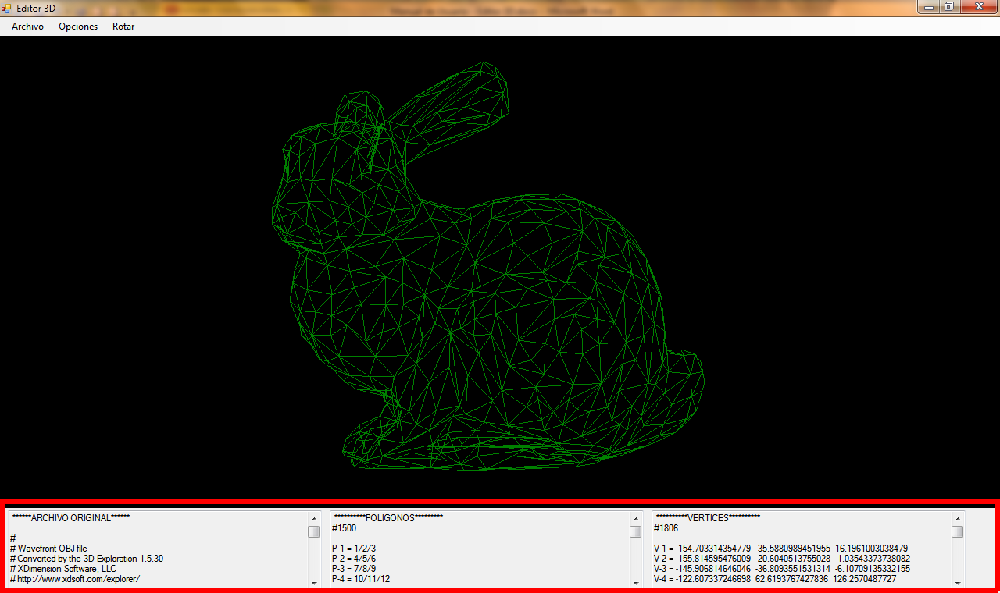 Editor 3D
Archivo Opciones Rotar
******ARCHIVO ORIGINAL******
#
# Wavefront OBJ file
# Converted by the 3D Exploration 1.5.30
# XDimension Software, LLC
# http://www.xdsoft.com/explorer/
**********POLIGONOS*********
#1500
P-1 = 1/2/3
P-2 = 4/5/6
P-3 = 7/8/9
P-4 = 10/11/12
**********VERTICES**********
#1806
V-1 = -154.703314354779 -35.5880989451955 16.1961003038479
V-2 = -155.814595476009 -20.6040513755028 -1.03543373738082
V-3 = -145.906814646046 -36.8093551531314 -6.10709135332155
V-4 = -122.607337246698 62.6193767427836 126.2570487727